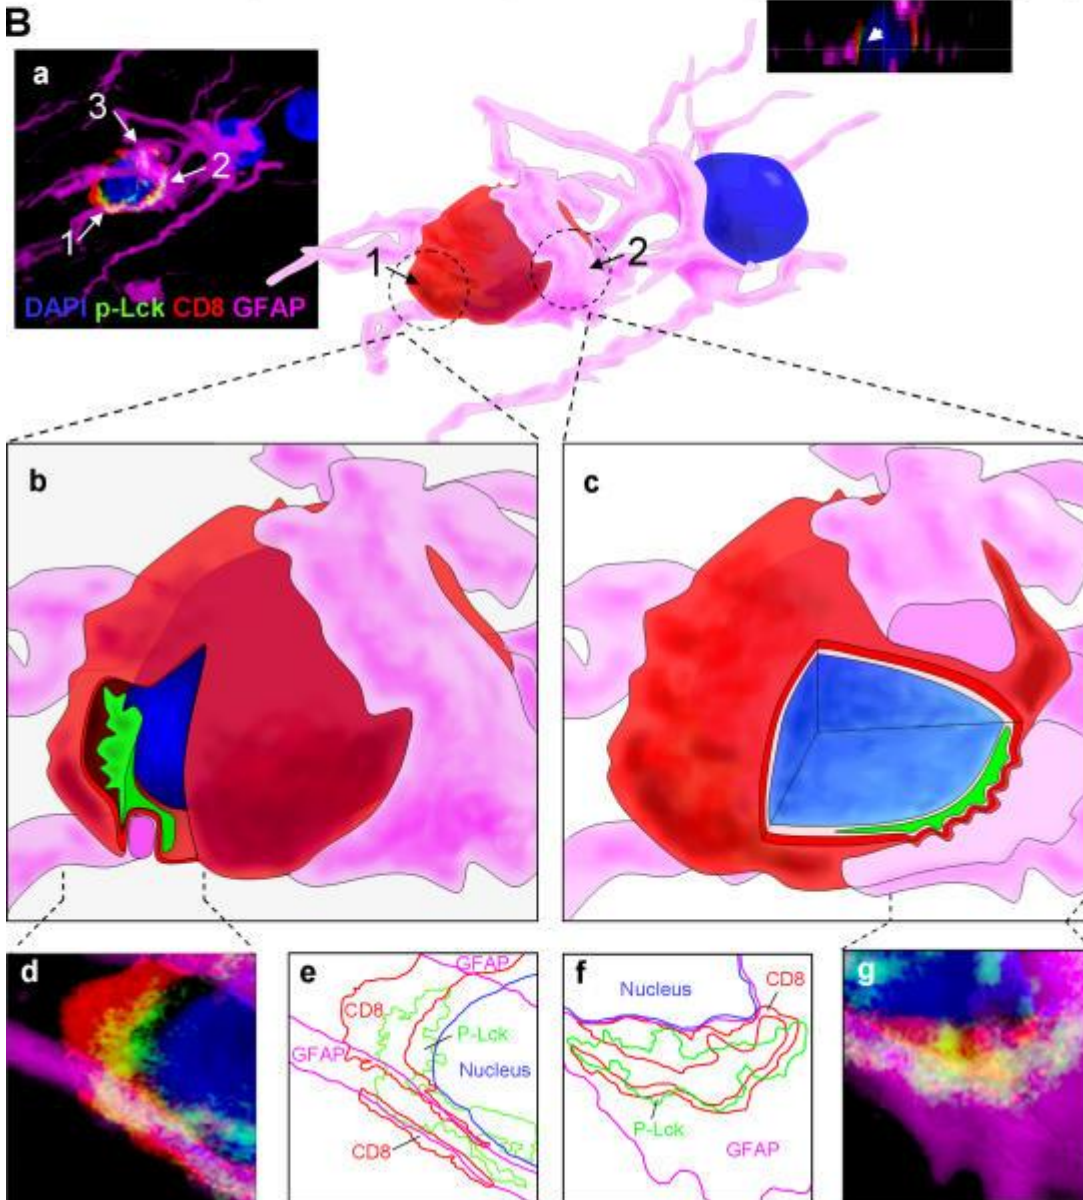 B
a
3
2
1
DAPI p-Lck CD8 GFAP
1
2
b
c
d
e
GFAP
CD8
P-Lck
GFAP
Nucleus
CD8
f
Nucleus
CD8
P-Lck
GFAP
g